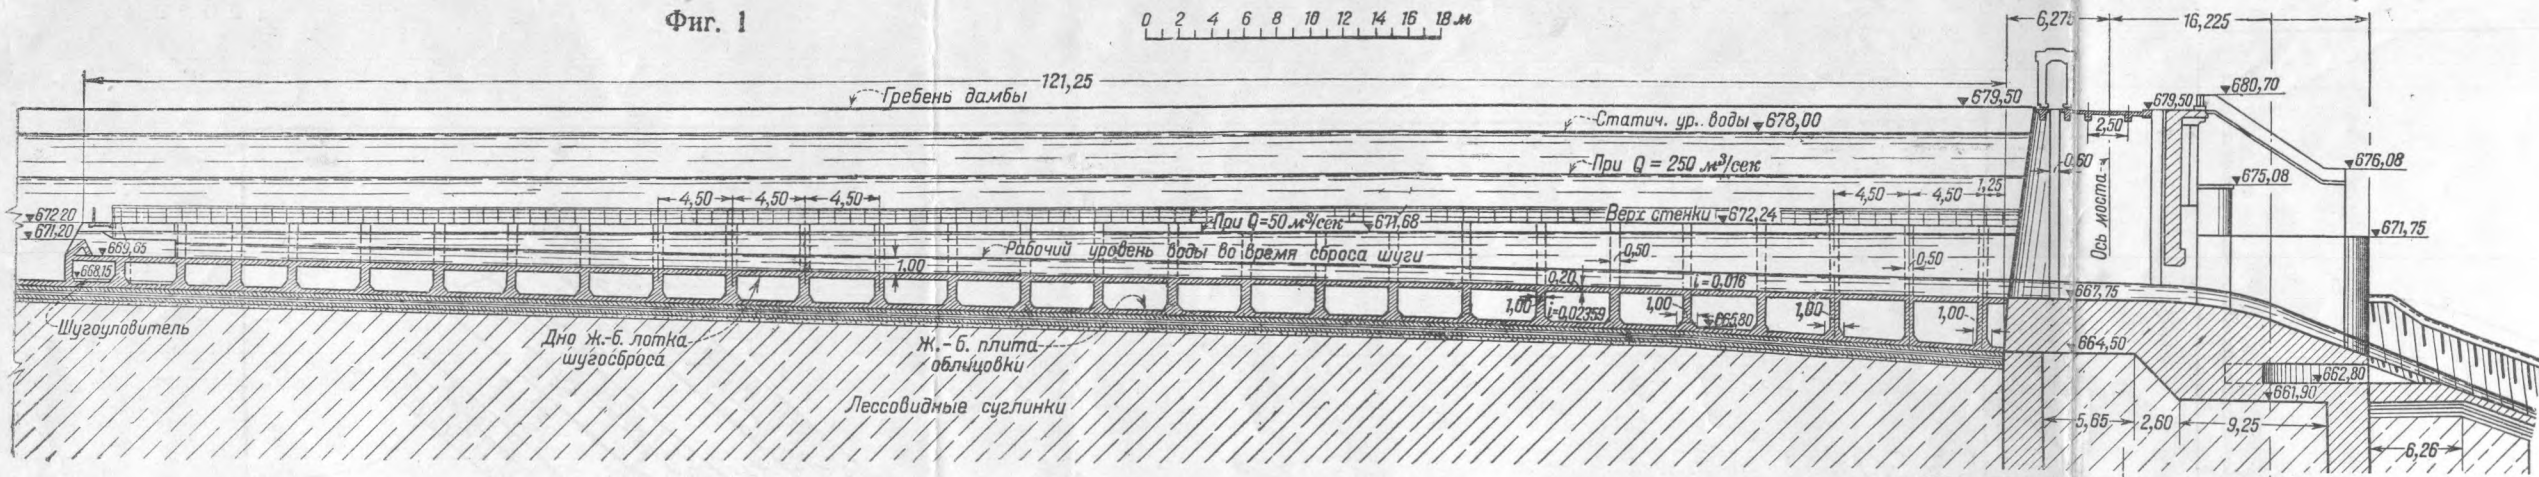 Фиг. 1
0 2 4 6 8 10 12 14 16 18 м
6,275
16,225
121,25
Гребень дамбы
679,50
680,70
679,50
Статич. ур. воды 678,00
2,50
При Q = 250 м³/сек
0,60
676,08
675,08
4,50 4,50 4,50
4,50 4,50 1,25
672,20
При Q=50 м³/сек 671,68
Верх стенки 672,24
671,20
671,75
Ось моста
669,65
Рабочий уровень воды во время сброса шуги
0,50
0,50
668,15
1,00
0,20
i=0,016
667,75
1,00
i=0,02359
1,00
665,80
1,00
1,00
Шугоуловитель
Дно ж.-б. лотка
шугосброса
Ж.-б. плита
облицовки
664,50
662,80
661,90
Лессовидные суглинки
5,65
2,60
9,25
6,26